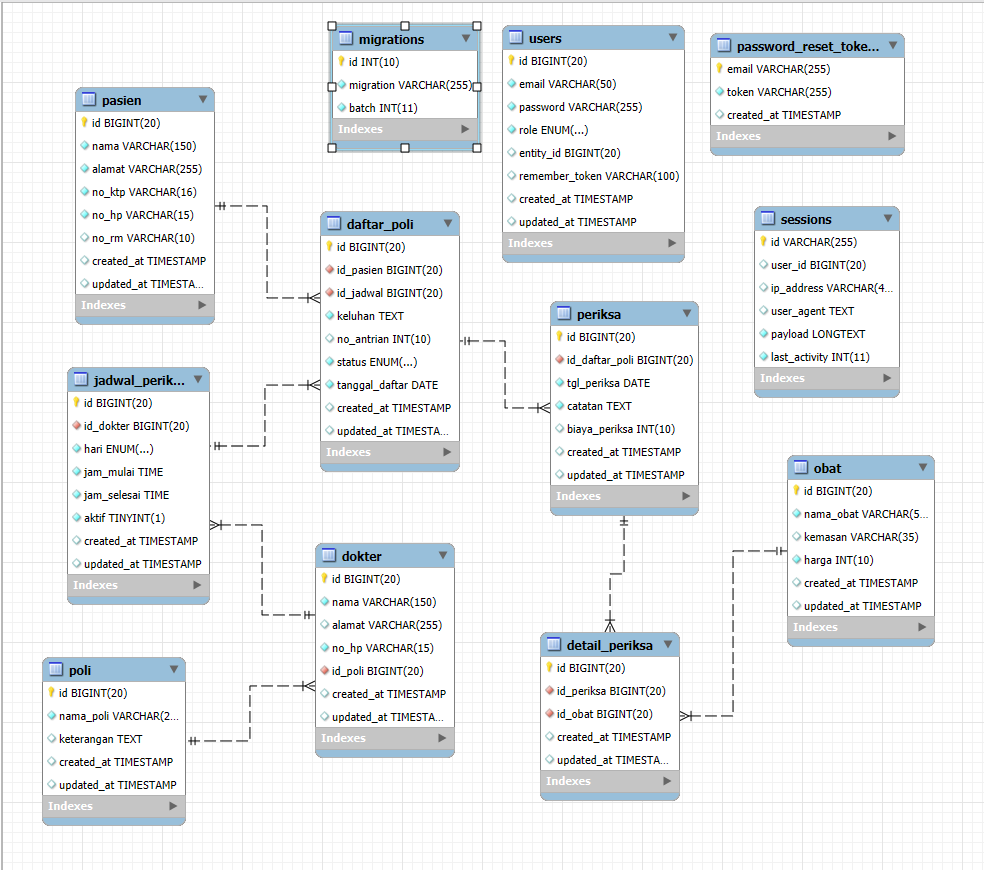 migrations
id INT(10)
migration VARCHAR(255)
batch INT(11)
Indexes
users
id BIGINT(20)
email VARCHAR(50)
password VARCHAR(255)
role ENUM(...)
entity_id BIGINT(20)
remember_token VARCHAR(100)
created_at TIMESTAMP
updated_at TIMESTAMP
Indexes
password_reset_toke...
email VARCHAR(255)
token VARCHAR(255)
created_at TIMESTAMP
Indexes
pasien
id BIGINT(20)
nama VARCHAR(150)
alamat VARCHAR(255)
no_ktp VARCHAR(16)
no_hp VARCHAR(15)
no_rm VARCHAR(10)
created_at TIMESTAMP
updated_at TIMESTA...
Indexes
daftar_poli
id BIGINT(20)
id_pasien BIGINT(20)
id_jadwal BIGINT(20)
keluhan TEXT
no_antrian INT(10)
status ENUM(...)
tanggal_daftar DATE
created_at TIMESTAMP
updated_at TIMESTA...
Indexes
sessions
id VARCHAR(255)
user_id BIGINT(20)
ip_address VARCHAR(4...
user_agent TEXT
payload LONGTEXT
last_activity INT(11)
Indexes
periksa
id BIGINT(20)
id_daftar_poli BIGINT(20)
tgl_periksa DATE
catatan TEXT
biaya_periksa INT(10)
created_at TIMESTAMP
updated_at TIMESTAMP
Indexes
jadwal_perik...
id BIGINT(20)
id_dokter BIGINT(20)
hari ENUM(...)
jam_mulai TIME
jam_selesai TIME
aktif TINYINT(1)
created_at TIMESTAMP
updated_at TIMESTAMP
Indexes
obat
id BIGINT(20)
nama_obat VARCHAR(5...
kemasan VARCHAR(35)
harga INT(10)
created_at TIMESTAMP
updated_at TIMESTAMP
Indexes
dokter
id BIGINT(20)
nama VARCHAR(150)
alamat VARCHAR(255)
no_hp VARCHAR(15)
id_poli BIGINT(20)
created_at TIMESTAMP
updated_at TIMESTA...
Indexes
detail_periksa
id BIGINT(20)
id_periksa BIGINT(20)
id_obat BIGINT(20)
created_at TIMESTAMP
updated_at TIMESTA...
Indexes
poli
id BIGINT(20)
nama_poli VARCHAR(2...
keterangan TEXT
created_at TIMESTAMP
updated_at TIMESTAMP
Indexes